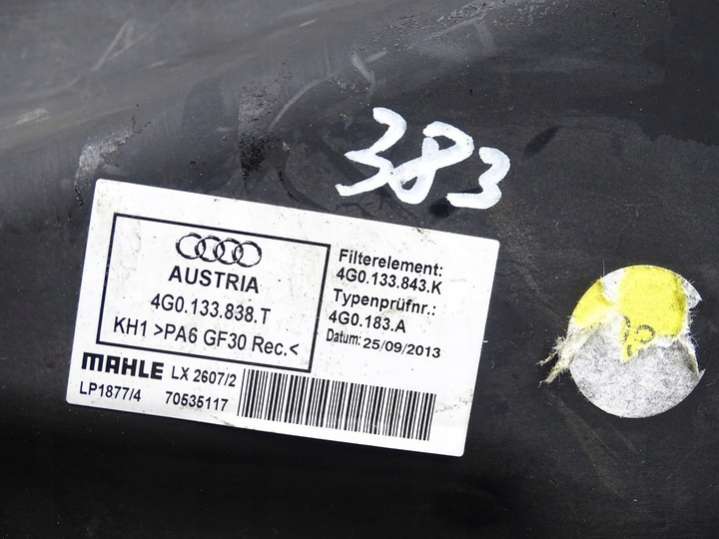 383
AUSTRIA
4G0.133.838.T
KH1 >PA6 GF30 Rec.<
Filterelement:
4G0.133.843.K
Typenprüfnr.:
4G0.183.A
Datum: 25/09/2013
MAHLE LX 2607/2
LP1877/4 70535117